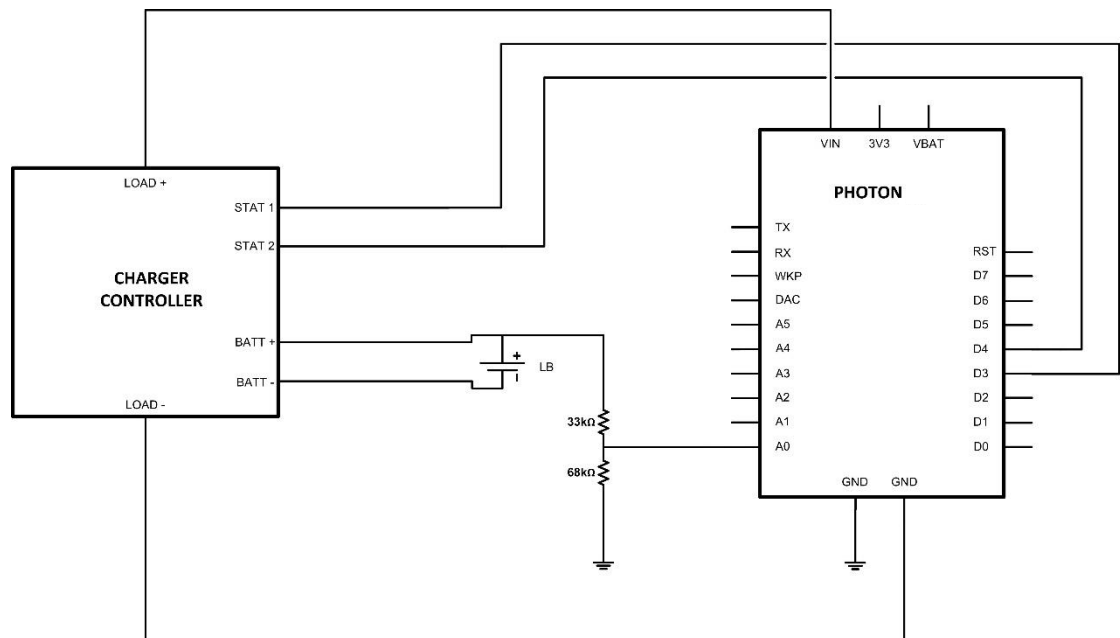 LOAD +
STAT 1
STAT 2
CHARGER
CONTROLLER
BATT +
BATT -
LOAD -
+
LB
33kΩ
68kΩ
VIN
3V3
VBAT
PHOTON
TX
RX
WKP
DAC
A5
A4
A3
A2
A1
A0
RST
D7
D6
D5
D4
D3
D2
D1
D0
GND
GND